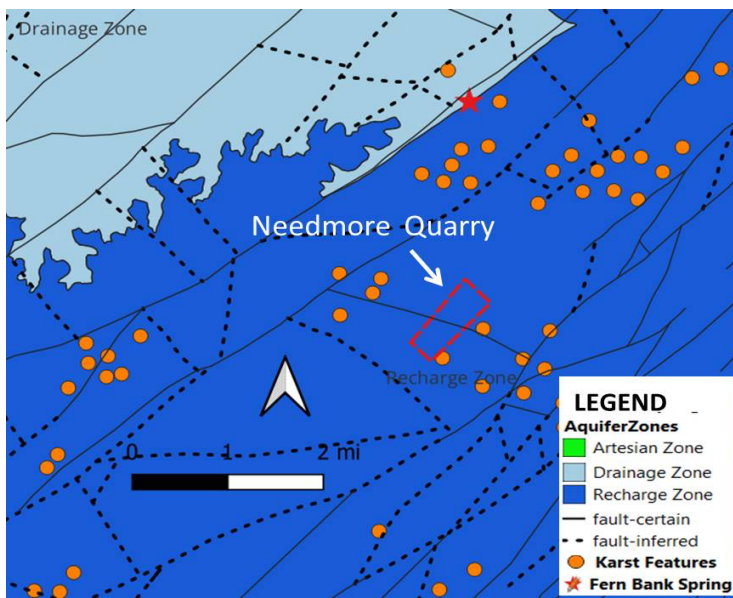 Drainage Zone
Needmore Quarry
Recharge Zone
0 1 2 mi
LEGEND
AquiferZones
Artesian Zone
Drainage Zone
Recharge Zone
fault-certain
fault-inferred
Karst Features
Fern Bank Spring